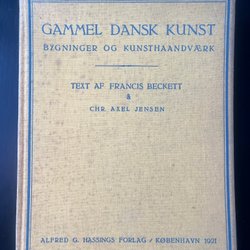 GAMMEL DANSK KUNST
BYGNINGER OG KUNSTHAANDVÆRK
TEXT AF FRANCIS BECKETT
&
CHR. AXEL JENSEN
ALFRED G. HASSINGS FORLAG / KØBENHAVN 1921